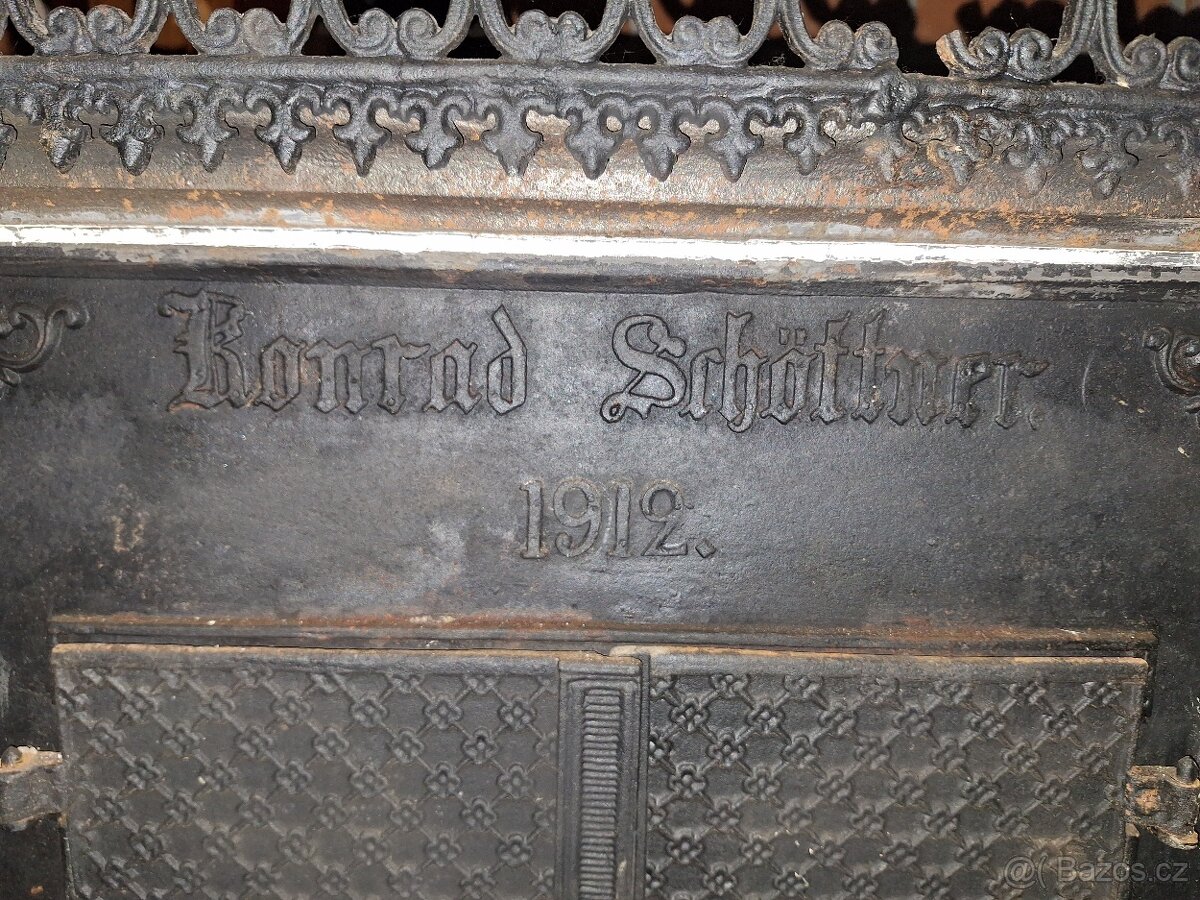 Konrad Schöttner.
1912.
@( Bazos.cz